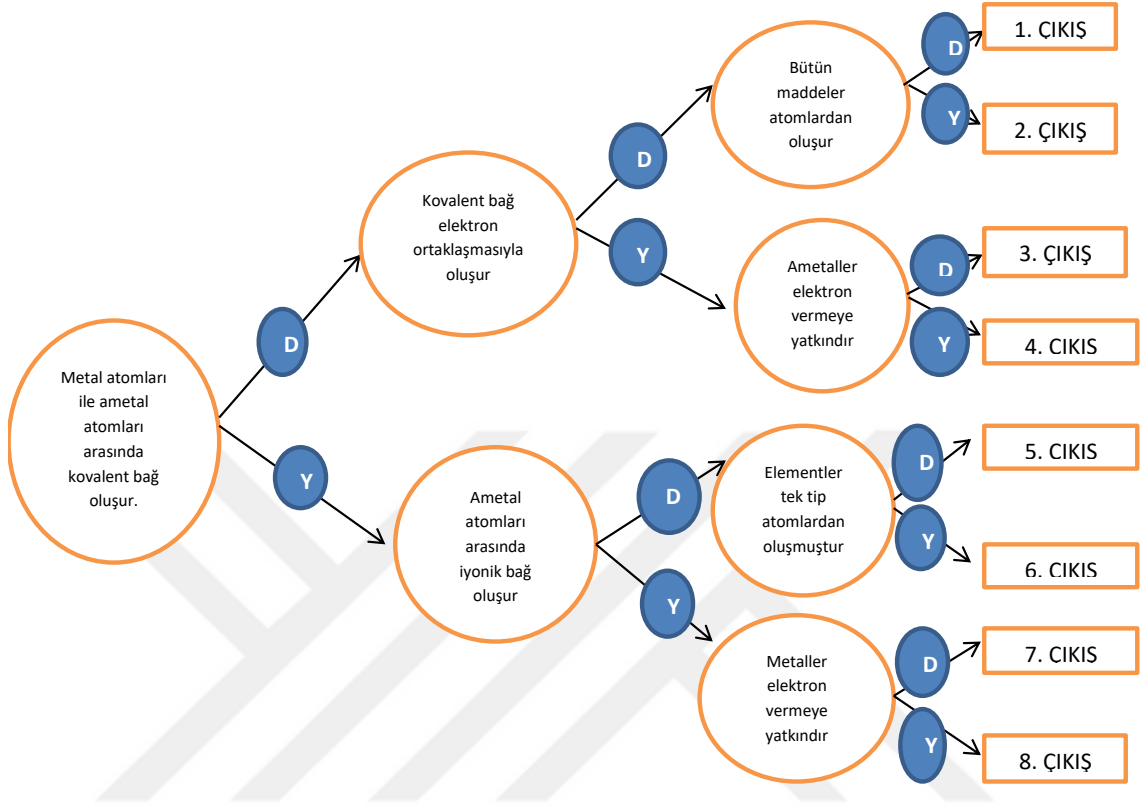 Metal atomları
ile ametal
atomları
arasında
kovalent bağ
oluşur.
D
Y
Kovalent bağ
elektron
ortaklaşmasıyla
oluşur
D
Y
Ametal
atomları
arasında
iyonik bağ
oluşur
D
Y
Bütün
maddeler
atomlardan
oluşur
D
Y
1. ÇIKIŞ
2. ÇIKIŞ
Ametaller
elektron
vermeye
yatkındır
D
Y
3. ÇIKIŞ
4. CIKIS
Elementler
tek tip
atomlardan
oluşmuştur
D
Y
5. CIKIS
6. CIKIS
Metaller
elektron
vermeye
yatkındır
D
Y
7. CIKIS
8. ÇIKIŞ